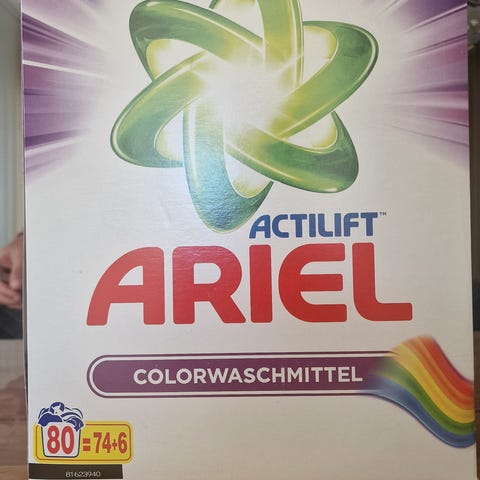 ACTILIFT™
ARIEL
COLORWASCHMITTEL
80=74+6
81623940